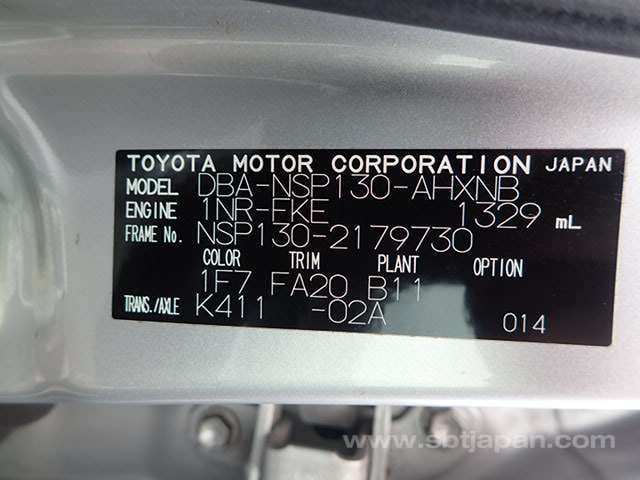 TOYOTA MOTOR CORPORATION JAPAN
MODEL DBA-NSP130-AHXNB
ENGINE 1NR-FKE 1329 mL
FRAME No. NSP130-2179730
COLOR TRIM PLANT OPTION
1F7 FA20 B11
TRANS./AXLE K411 -02A
014
www.sbtjapan.com